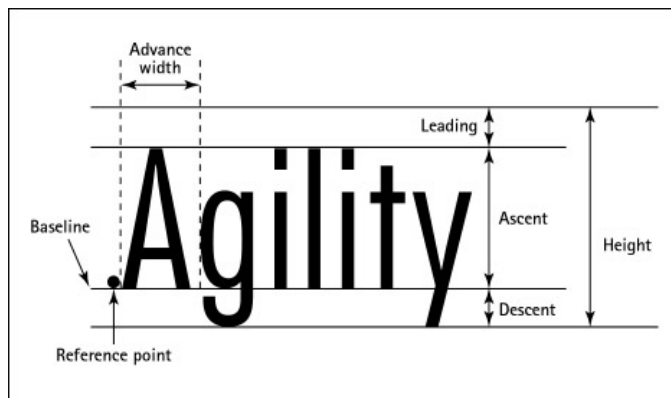 Advance
width
Leading
Agility
Ascent
Baseline
Height
Descent
Reference point